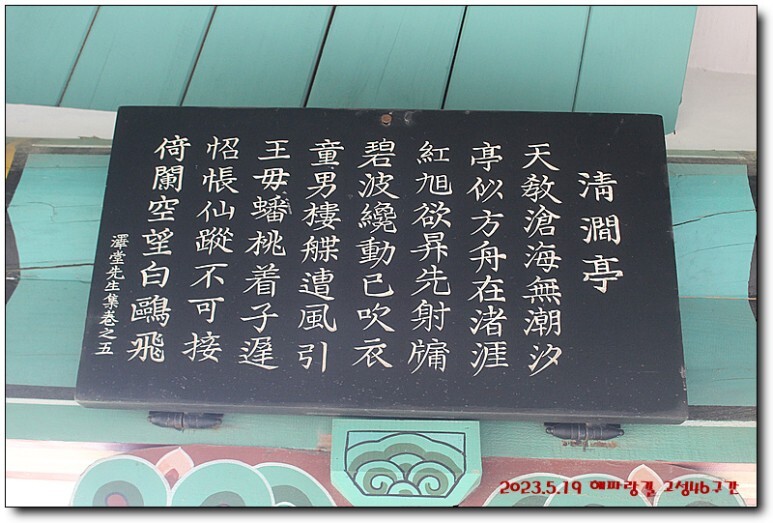 清澗亭
天敎滄海無潮汐
亭似方舟在渚涯
紅旭欲昇先射牖
碧波纔動已吹衣
童男樓艓遭風引
王母蟠桃着子遲
怊悵仙蹤不可接
倚闌空望白鷗飛
澤堂先生集卷之五
2023.5.19 해파랑길 고성46구간